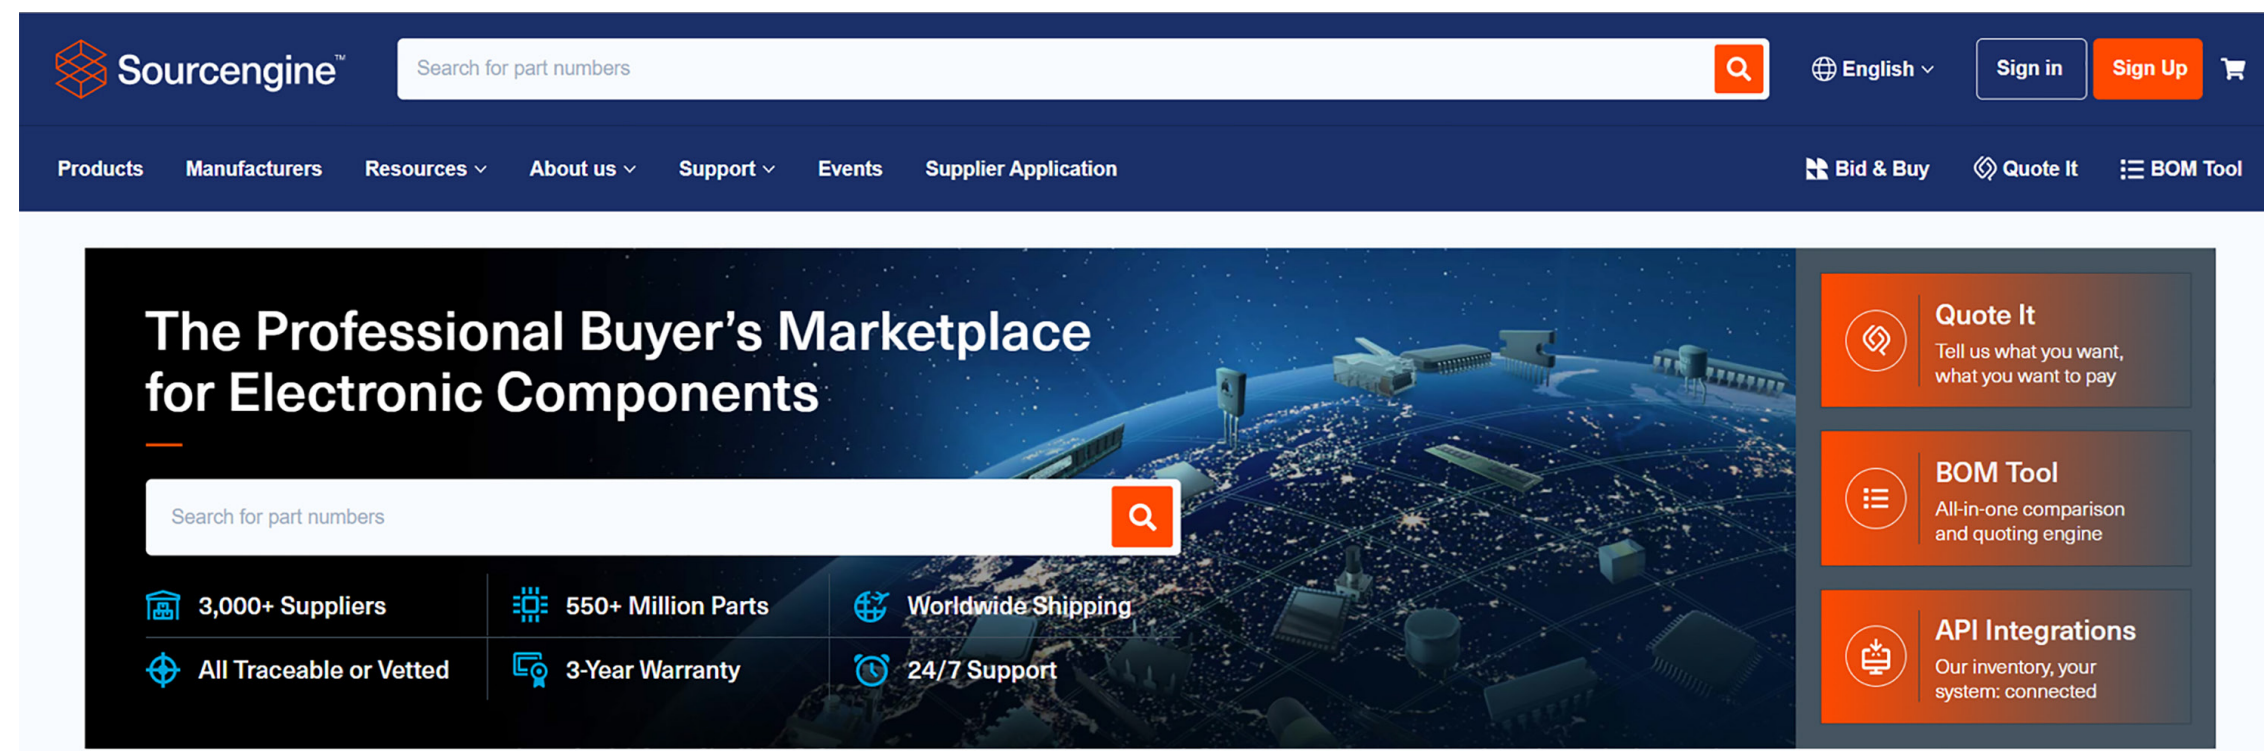 Sourcengine™
Search for part numbers
English
Sign in
Sign Up
Products
Manufacturers
Resources
About us
Support
Events
Supplier Application
Bid & Buy
Quote It
BOM Tool
The Professional Buyer's Marketplace
for Electronic Components
Search for part numbers
3,000+ Suppliers
550+ Million Parts
Worldwide Shipping
All Traceable or Vetted
3-Year Warranty
24/7 Support
Quote It
Tell us what you want,
what you want to pay
BOM Tool
All-in-one comparison
and quoting engine
API Integrations
Our inventory, your
system: connected